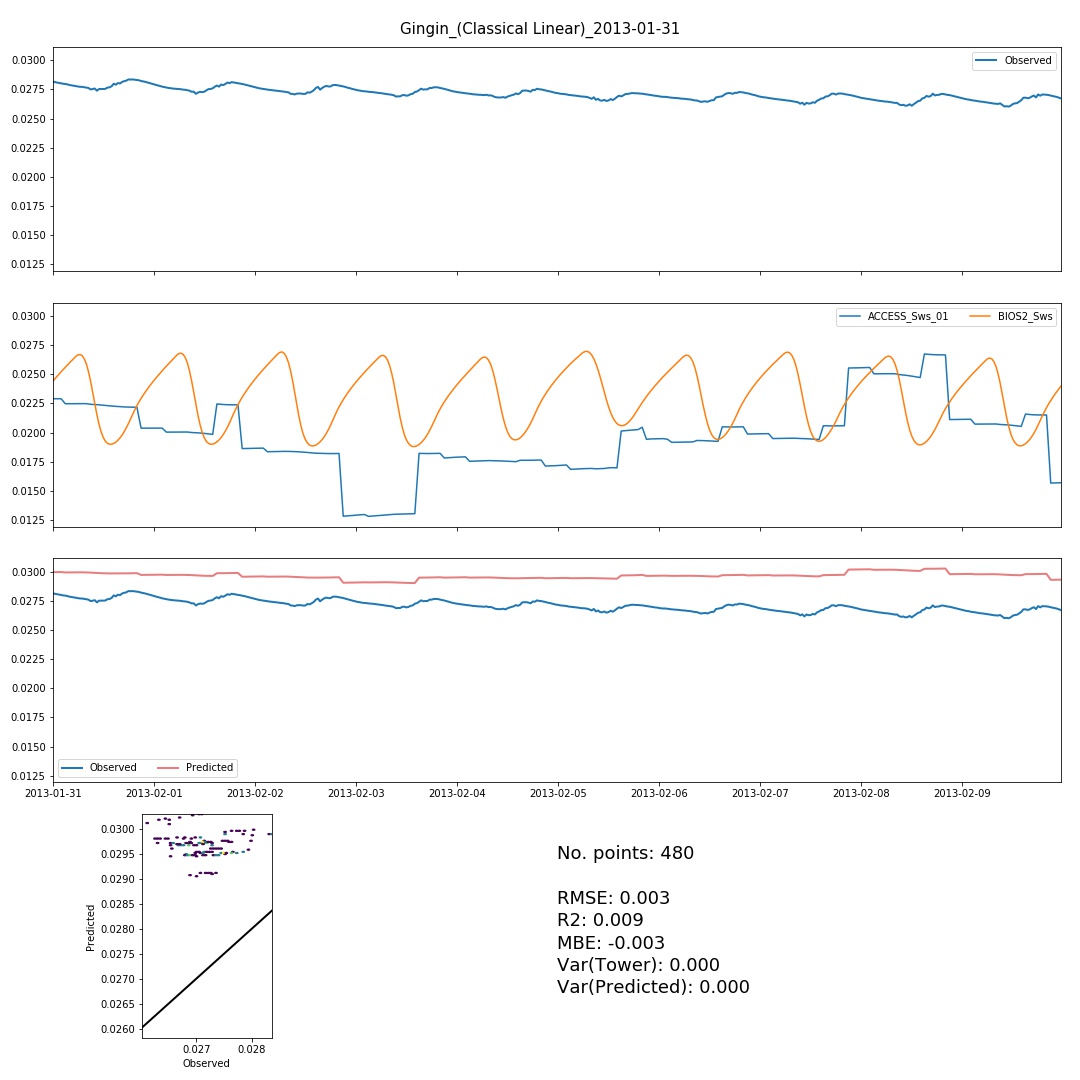 Gingin_(Classical Linear)_2013-01-31
0.0300
0.0275
0.0250
0.0225
0.0200
0.0175
0.0150
0.0125
Observed
0.0300
0.0275
0.0250
0.0225
0.0200
0.0175
0.0150
0.0125
ACCESS_Sws_01 BIOS2_Sws
0.0300
0.0275
0.0250
0.0225
0.0200
0.0175
0.0150
0.0125
Observed Predicted
2013-01-31 2013-02-01 2013-02-02 2013-02-03 2013-02-04 2013-02-05 2013-02-06 2013-02-07 2013-02-08 2013-02-09
0.0300
0.0295
0.0290
0.0285
0.0280
0.0275
0.0270
0.0265
0.0260
Predicted
0.027 0.028
Observed
No. points: 480
RMSE: 0.003
R2: 0.009
MBE: -0.003
Var(Tower): 0.000
Var(Predicted): 0.000